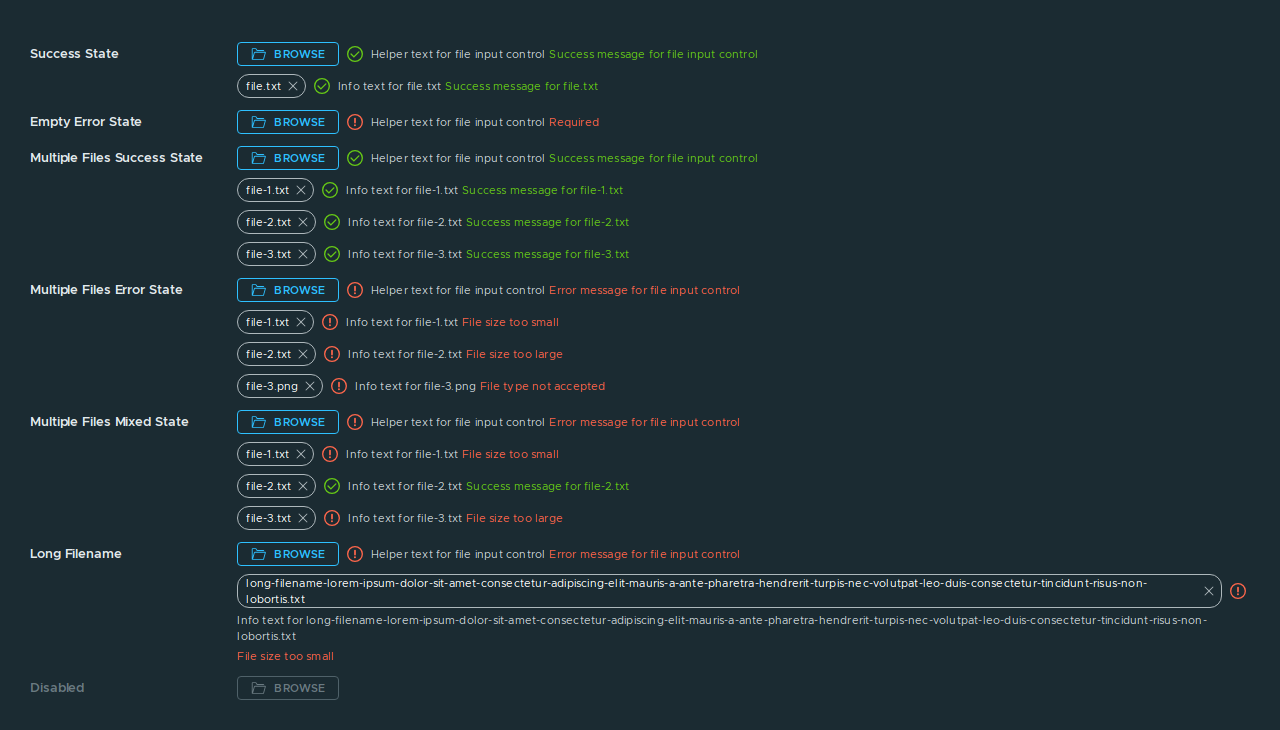 Success State
BROWSE Helper text for file input control Success message for file input control
file.txt Info text for file.txt Success message for file.txt
Empty Error State
BROWSE Helper text for file input control Required
Multiple Files Success State
BROWSE Helper text for file input control Success message for file input control
file-1.txt Info text for file-1.txt Success message for file-1.txt
file-2.txt Info text for file-2.txt Success message for file-2.txt
file-3.txt Info text for file-3.txt Success message for file-3.txt
Multiple Files Error State
BROWSE Helper text for file input control Error message for file input control
file-1.txt Info text for file-1.txt File size too small
file-2.txt Info text for file-2.txt File size too large
file-3.png Info text for file-3.png File type not accepted
Multiple Files Mixed State
BROWSE Helper text for file input control Error message for file input control
file-1.txt Info text for file-1.txt File size too small
file-2.txt Info text for file-2.txt Success message for file-2.txt
file-3.txt Info text for file-3.txt File size too large
Long Filename
BROWSE Helper text for file input control Error message for file input control
long-filename-lorem-ipsum-dolor-sit-amet-consectetur-adipiscing-elit-mauris-a-ante-pharetra-hendrerit-turpis-nec-volutpat-leo-duis-consectetur-tincidunt-risus-non-
lobortis.txt
Info text for long-filename-lorem-ipsum-dolor-sit-amet-consectetur-adipiscing-elit-mauris-a-ante-pharetra-hendrerit-turpis-nec-volutpat-leo-duis-consectetur-tincidunt-risus-non-
lobortis.txt
File size too small
Disabled
BROWSE